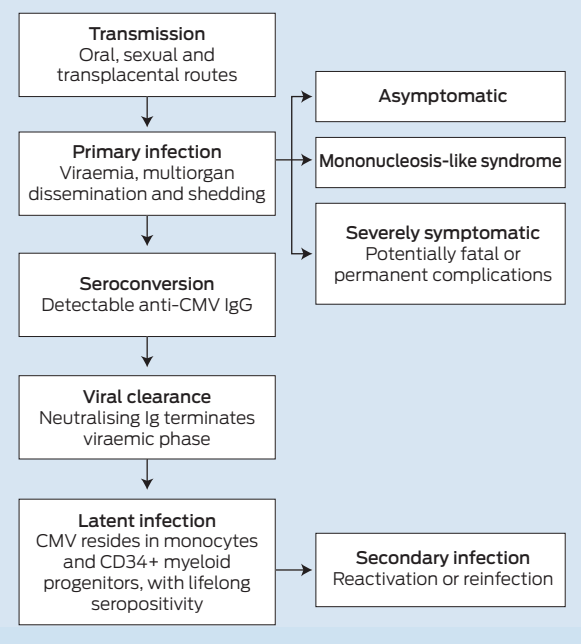 Transmission
Oral, sexual and
transplacental routes
Primary infection
Viraemia, multiorgan
dissemination and shedding
Asymptomatic
Mononucleosis-like syndrome
Severely symptomatic
Potentially fatal or
permanent complications
Seroconversion
Detectable anti-CMV IgG
Viral clearance
Neutralising Ig terminates
viraemic phase
Latent infection
CMV resides in monocytes
and CD34+ myeloid
progenitors, with lifelong
seropositivity
Secondary infection
Reactivation or reinfection